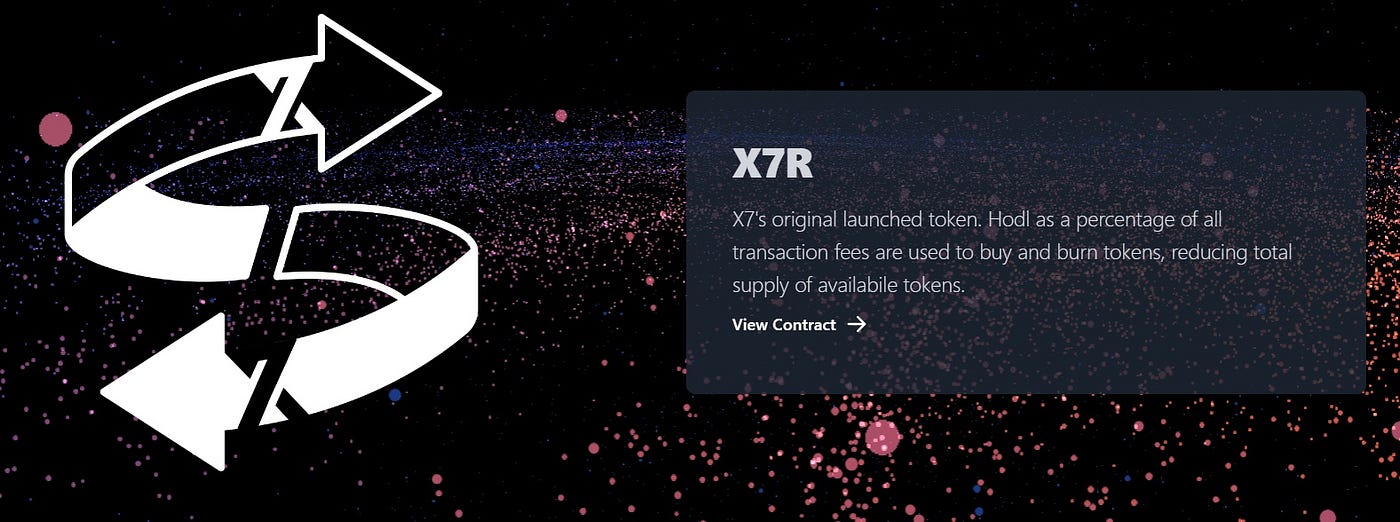 X7R
X7's original launched token. Hodl as a percentage of all
transaction fees are used to buy and burn tokens, reducing total
supply of availabile tokens.
View Contract →